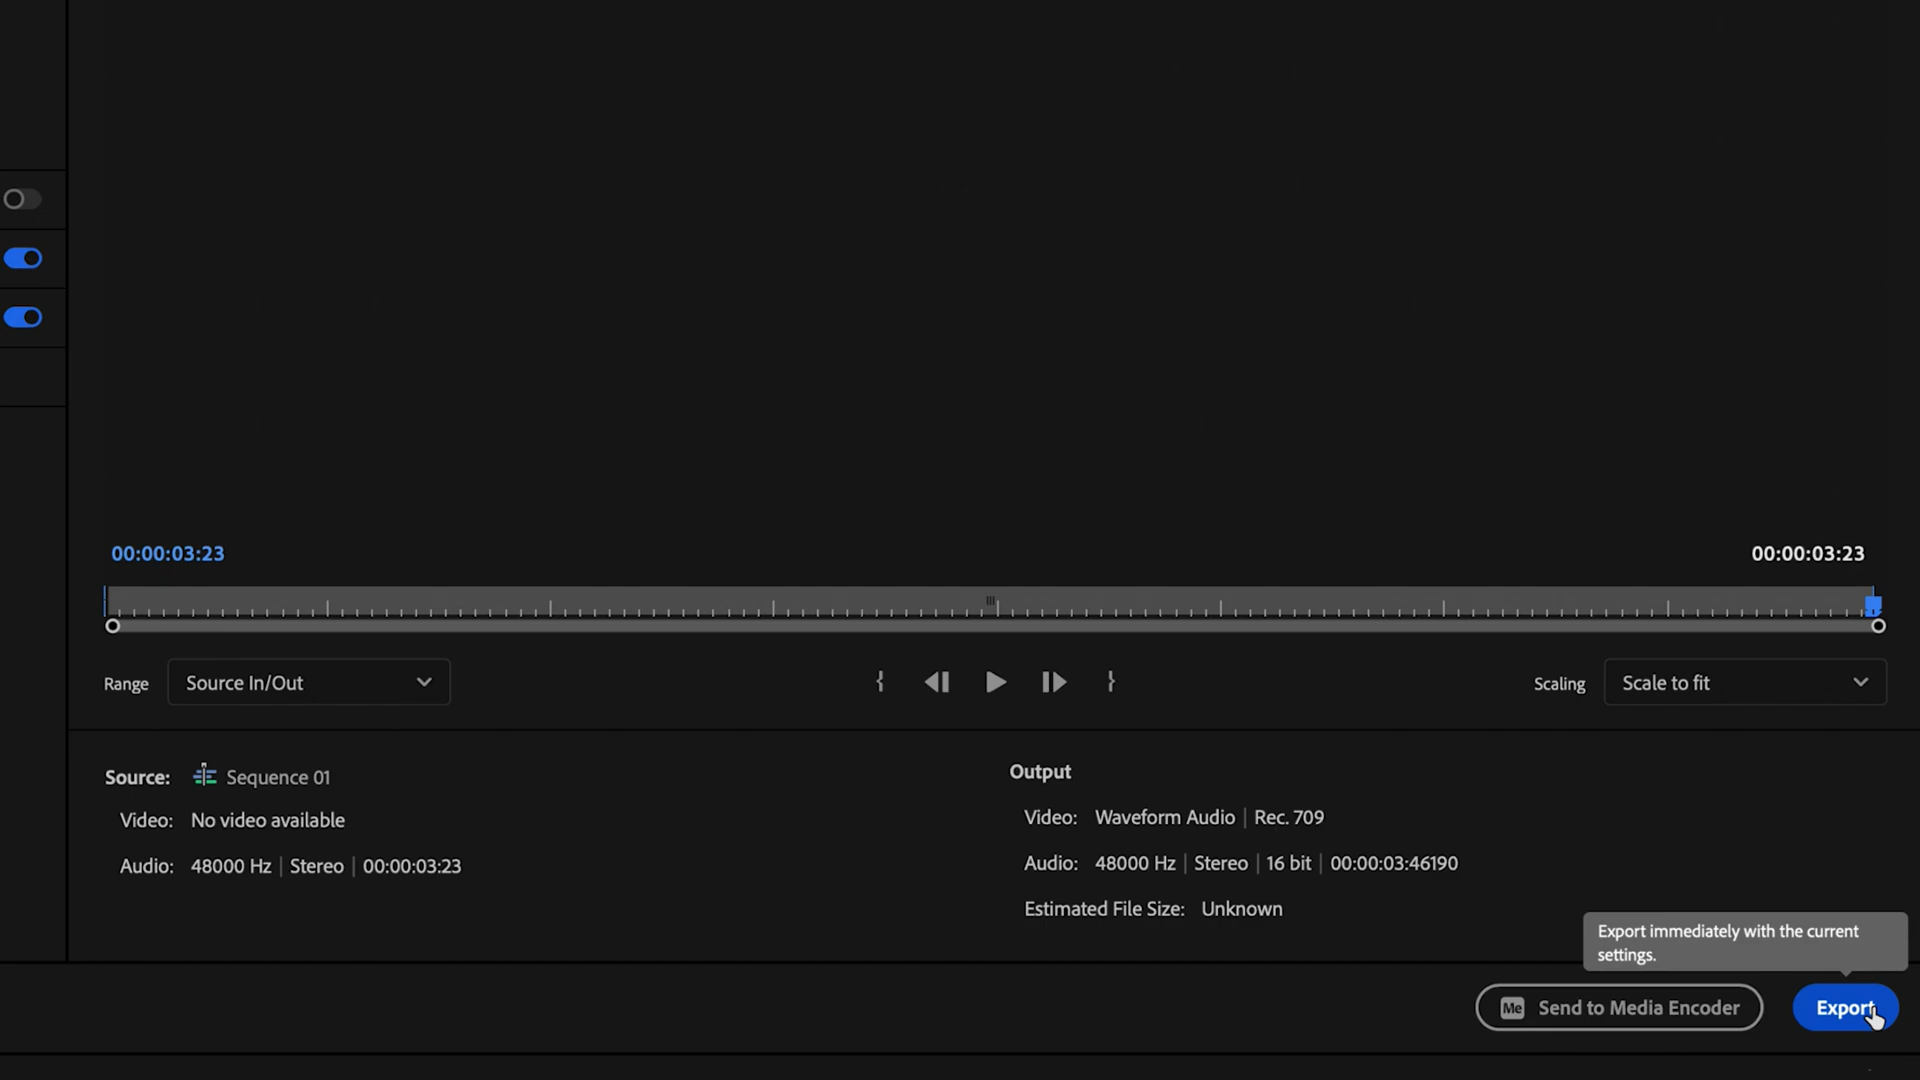 00:00:03:23
00:00:03:23
Range
Source In/Out
Scaling
Scale to fit
Source: Sequence 01
Video: No video available
Audio: 48000 Hz | Stereo | 00:00:03:23
Output
Video: Waveform Audio | Rec. 709
Audio: 48000 Hz | Stereo | 16 bit | 00:00:03:46190
Estimated File Size: Unknown
Export immediately with the current
settings.
Me Send to Media Encoder
Export